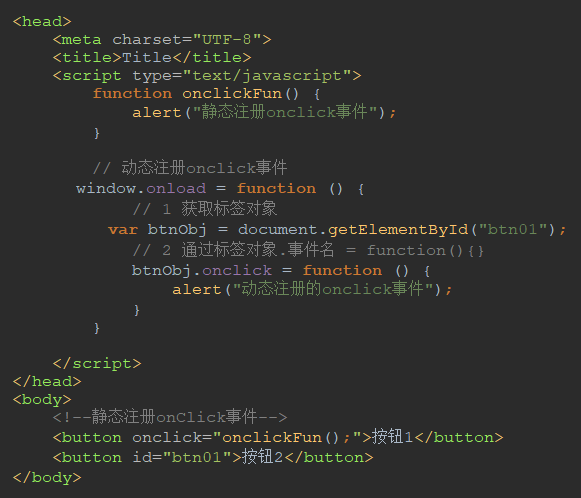 <head>
    <meta charset="UTF-8">
    <title>Title</title>
    <script type="text/javascript">
        function onclickFun() {
            alert("静态注册onclick事件");
        }

        // 动态注册onclick事件
      window.onload = function () {
            // 1 获取标签对象
         var btnObj = document.getElementById("btn01");
            // 2 通过标签对象.事件名 = function(){}
            btnObj.onclick = function () {
                alert("动态注册的onclick事件");
            }
        }

    </script>
</head>
<body>
    <!--静态注册onClick事件-->
    <button onclick="onclickFun();">按钮1</button>
    <button id="btn01">按钮2</button>
</body>